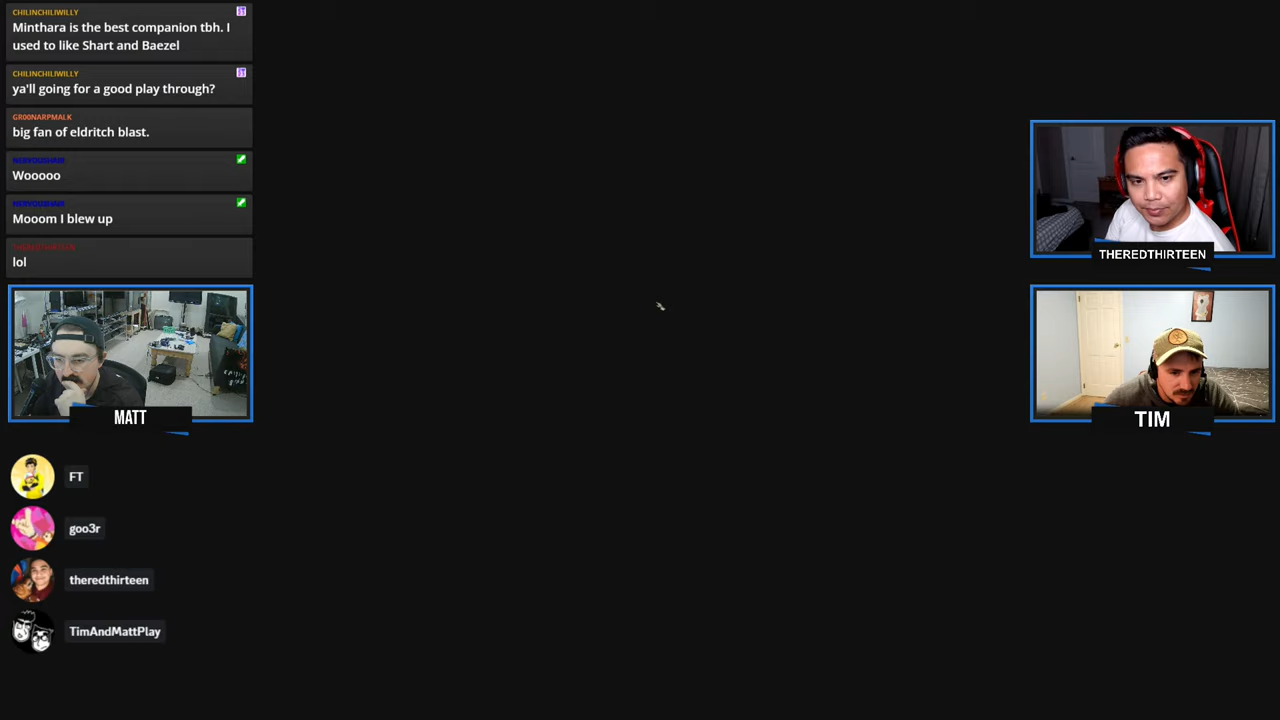 CHILINCHILIWILLY
Minthara is the best companion tbh. I
used to like Shart and Baezel
CHILINCHILIWILLY
ya'll going for a good play through?
GR00NARPMALK
big fan of eldritch blast.
Wooooo
Mooom I blew up
THEREDTHIRTEEN
lol
MATT
THEREDTHIRTEEN
TIM
FT
goo3r
theredthirteen
TimAndMattPlay